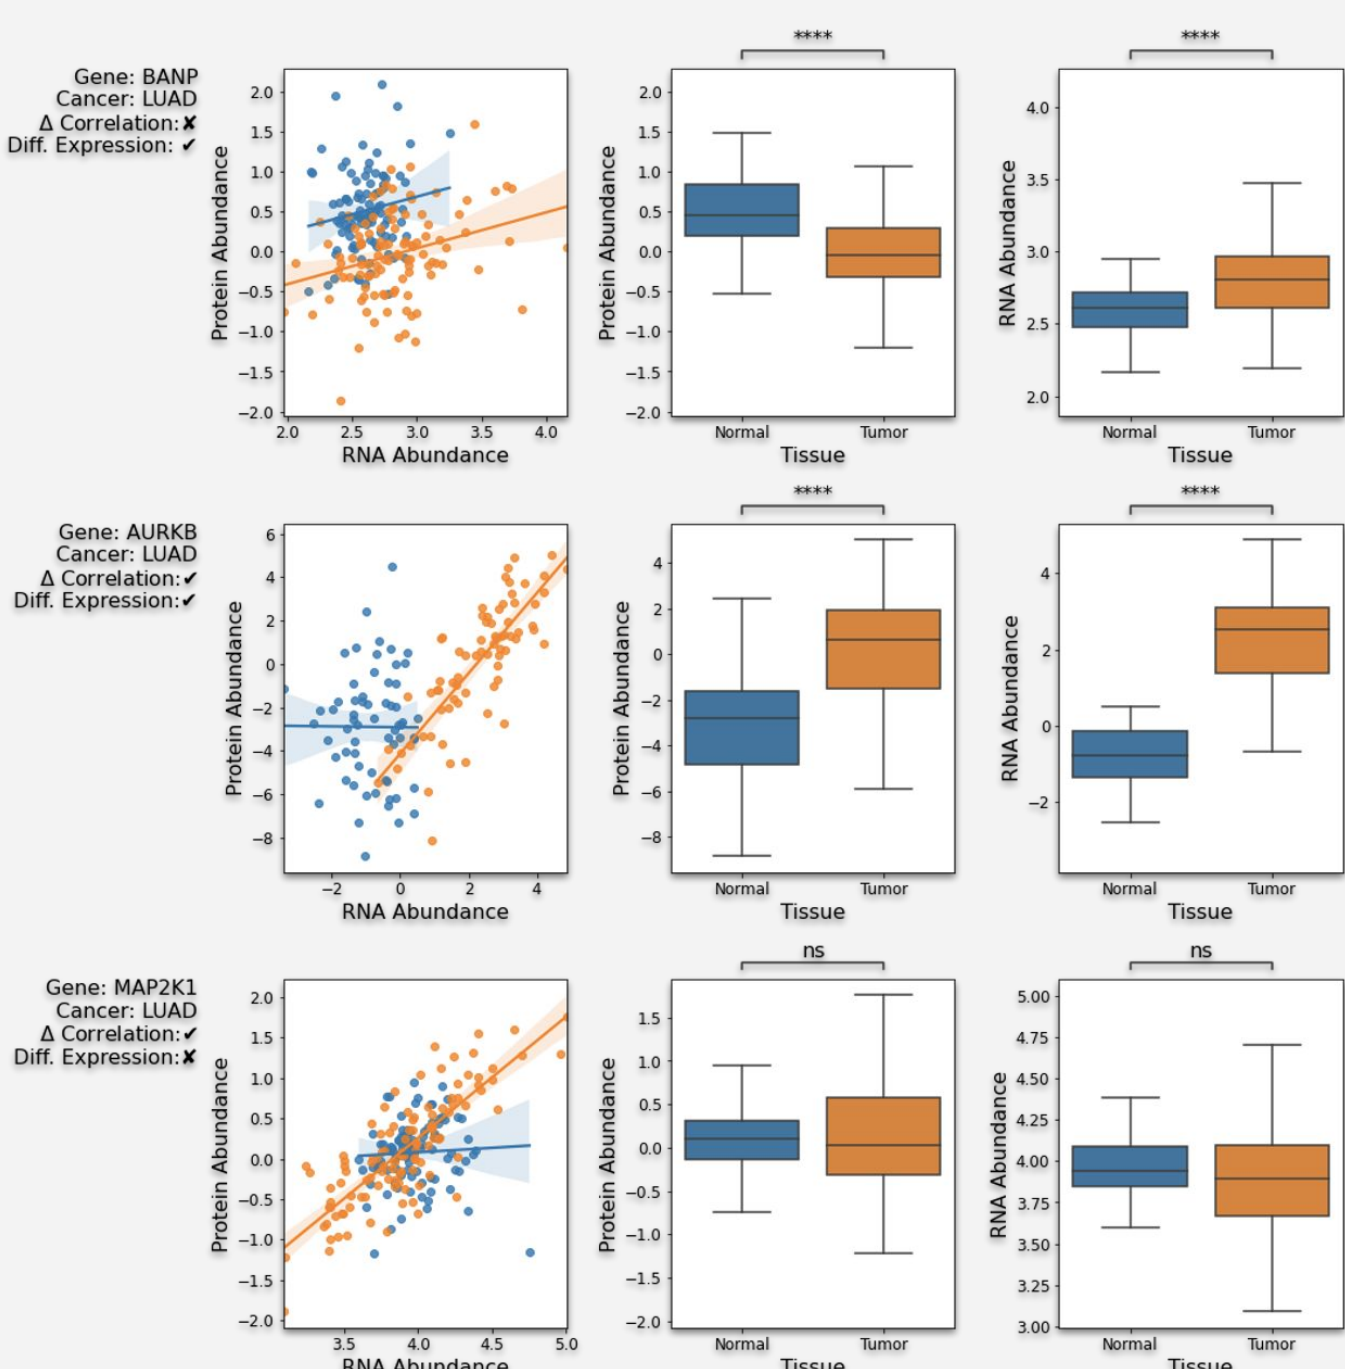 ****
****
Gene: BANP
Cancer: LUAD
Δ Correlation:✘
Diff. Expression: ✔
Protein Abundance
2.0
1.5
1.0
0.5
0.0
−0.5
−1.0
−1.5
−2.0
2.0 2.5 3.0 3.5 4.0
RNA Abundance
Protein Abundance
2.0
1.5
1.0
0.5
0.0
−0.5
−1.0
−1.5
−2.0
Normal Tumor
Tissue
RNA Abundance
4.0
3.5
3.0
2.5
2.0
Normal Tumor
Tissue
****
****
Gene: AURKB
Cancer: LUAD
Δ Correlation:✔
Diff. Expression:✔
Protein Abundance
6
4
2
0
−2
−4
−6
−8
−2 0 2 4
RNA Abundance
Protein Abundance
4
2
0
−2
−4
−6
−8
Normal Tumor
Tissue
RNA Abundance
4
2
0
−2
Normal Tumor
Tissue
ns
ns
Gene: MAP2K1
Cancer: LUAD
Δ Correlation:✔
Diff. Expression:✘
Protein Abundance
2.0
1.5
1.0
0.5
0.0
−0.5
−1.0
−1.5
−2.0
3.5 4.0 4.5 5.0
RNA Abundance
Protein Abundance
1.5
1.0
0.5
0.0
−0.5
−1.0
−1.5
−2.0
Normal Tumor
Tissue
RNA Abundance
5.00
4.75
4.50
4.25
4.00
3.75
3.50
3.25
3.00
Normal Tumor
Tissue